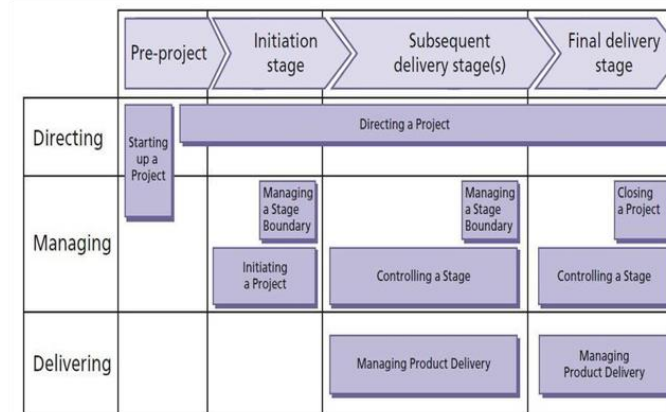 Pre-project
Initiation
stage
Subsequent
delivery stage(s)
Final delivery
stage
Directing
Starting
up a
Project
Directing a Project
Managing
Managing
a Stage
Boundary
Managing
a Stage
Boundary
Closing
a Project
Initiating
a Project
Controlling a Stage
Controlling a Stage
Delivering
Managing Product Delivery
Managing
Product Delivery